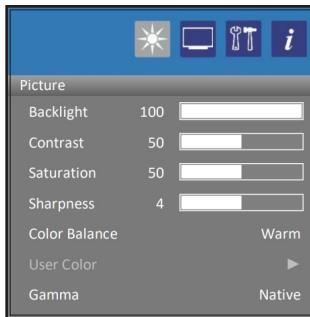 Picture
Backlight 100
Contrast 50
Saturation 50
Sharpness 4
Color Balance Warm
User Color
Gamma Native